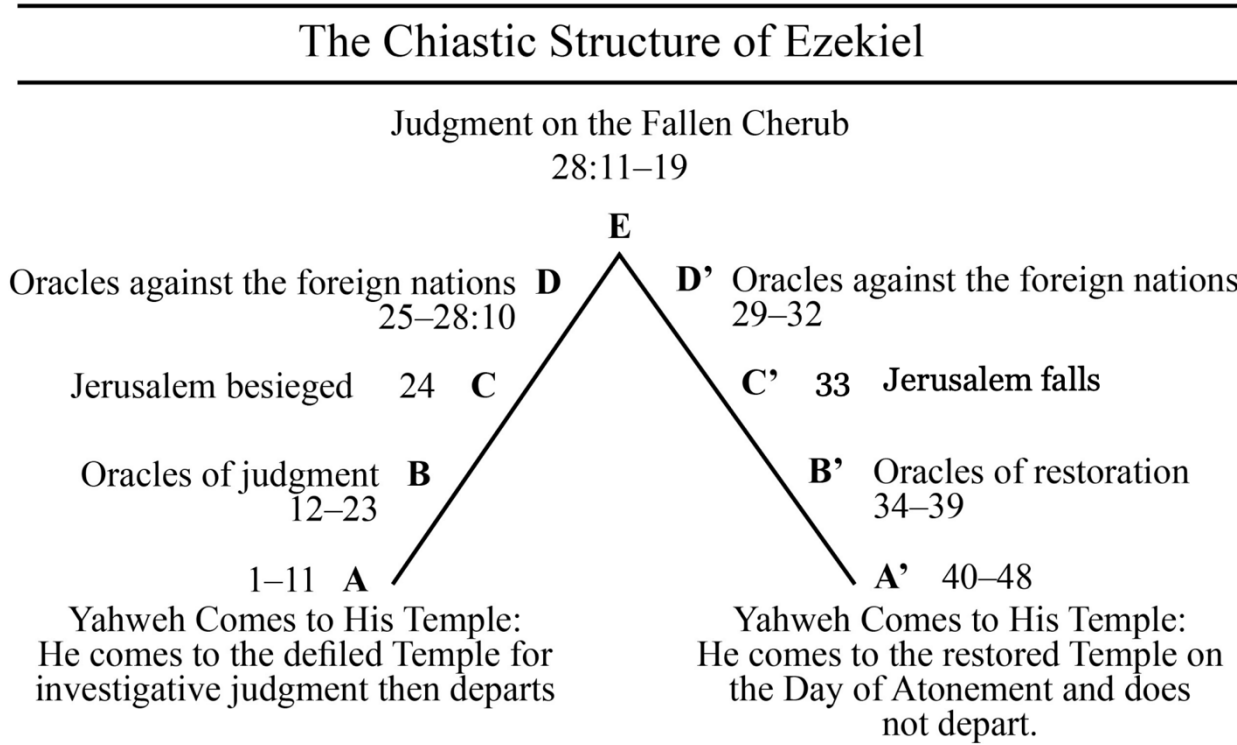 The Chiastic Structure of Ezekiel
Judgment on the Fallen Cherub
28:11–19
E
Oracles against the foreign nations D
25–28:10
D’ Oracles against the foreign nations
29–32
Jerusalem besieged 24 C
C’ 33 Jerusalem falls
Oracles of judgment B
12–23
B’ Oracles of restoration
34–39
1–11 A
Yahweh Comes to His Temple:
He comes to the defiled Temple for
investigative judgment then departs
A’ 40–48
Yahweh Comes to His Temple:
He comes to the restored Temple on
the Day of Atonement and does
not depart.